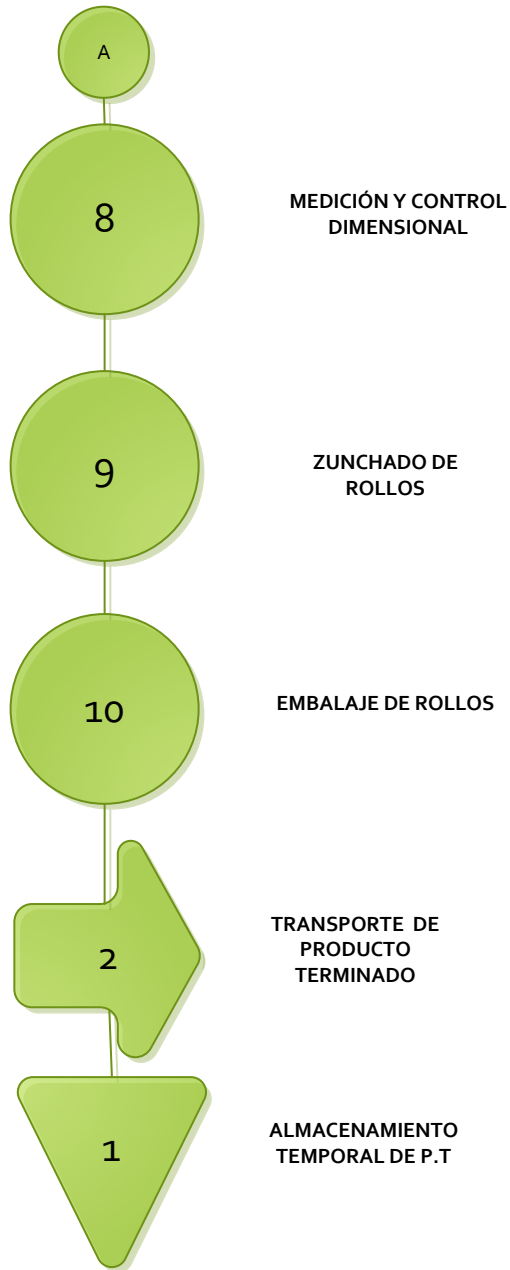 A
8
MEDICIÓN Y CONTROL
DIMENSIONAL
9
ZUNCHADO DE
ROLLOS
10
EMBALAJE DE ROLLOS
2
TRANSPORTE DE
PRODUCTO
TERMINADO
1
ALMACENAMIENTO
TEMPORAL DE P.T